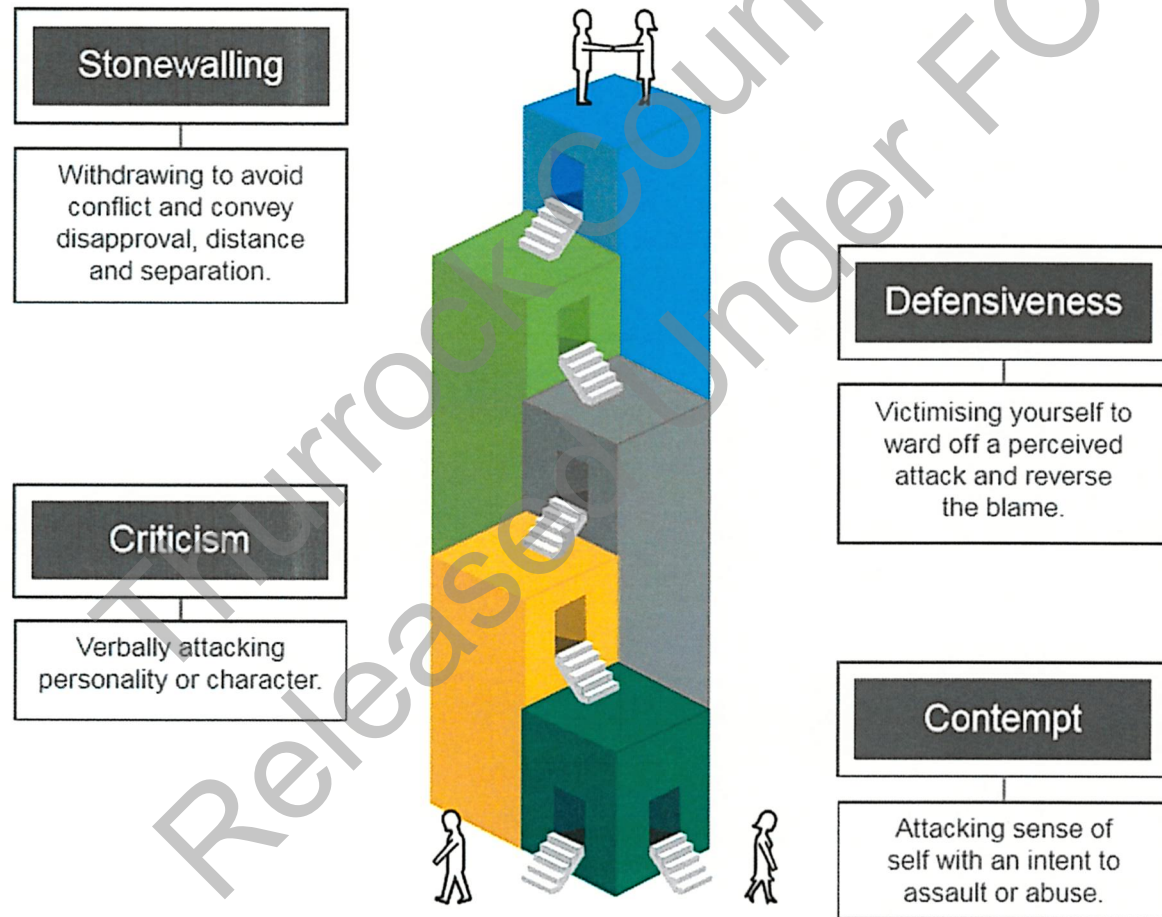 Stonewalling
Withdrawing to avoid
conflict and convey
disapproval, distance
and separation.
Defensiveness
Victimising yourself to
ward off a perceived
attack and reverse
the blame.
Criticism
Verbally attacking
personality or character.
Contempt
Attacking sense of
self with an intent to
assault or abuse.
Thurrock Coun
Released Under FO